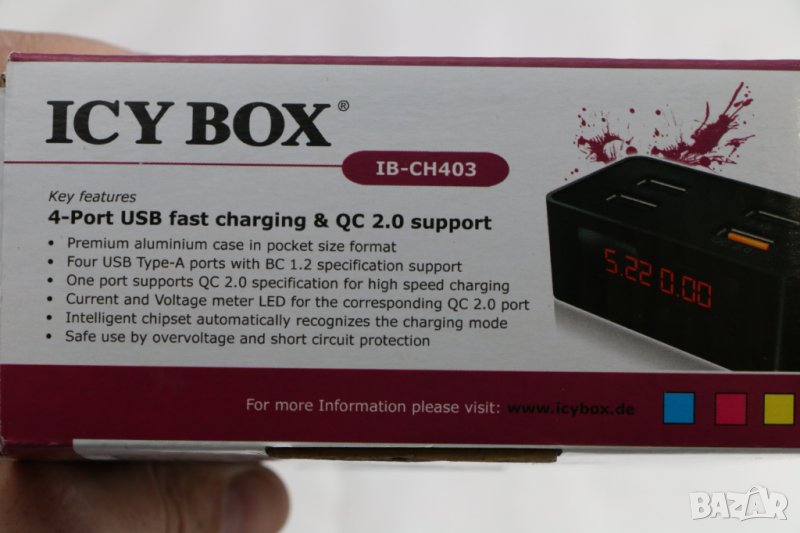 ICY BOX®
IB-CH403
Key features
4-Port USB fast charging & QC 2.0 support
• Premium aluminium case in pocket size format
• Four USB Type-A ports with BC 1.2 specification support
• One port supports QC 2.0 specification for high speed charging
• Current and Voltage meter LED for the corresponding QC 2.0 port
• Intelligent chipset automatically recognizes the charging mode
• Safe use by overvoltage and short circuit protection
5.22 0.00
For more Information please visit: www.icybox.de
BAZAR